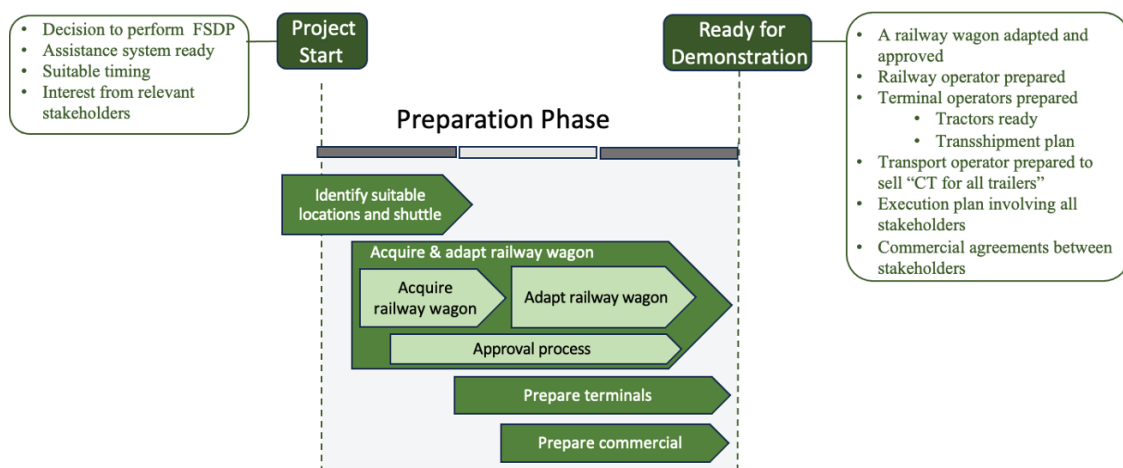 • Decision to perform FSDP
• Assistance system ready
• Suitable timing
• Interest from relevant
stakeholders
Project
Start
Ready for
Demonstration
• A railway wagon adapted and
approved
• Railway operator prepared
• Terminal operators prepared
• Tractors ready
• Transshipment plan
• Transport operator prepared to
sell “CT for all trailers”
• Execution plan involving all
stakeholders
• Commercial agreements between
stakeholders
Preparation Phase
Identify suitable
locations and shuttle
Acquire & adapt railway wagon
Acquire
railway wagon
Adapt railway wagon
Approval process
Prepare terminals
Prepare commercial